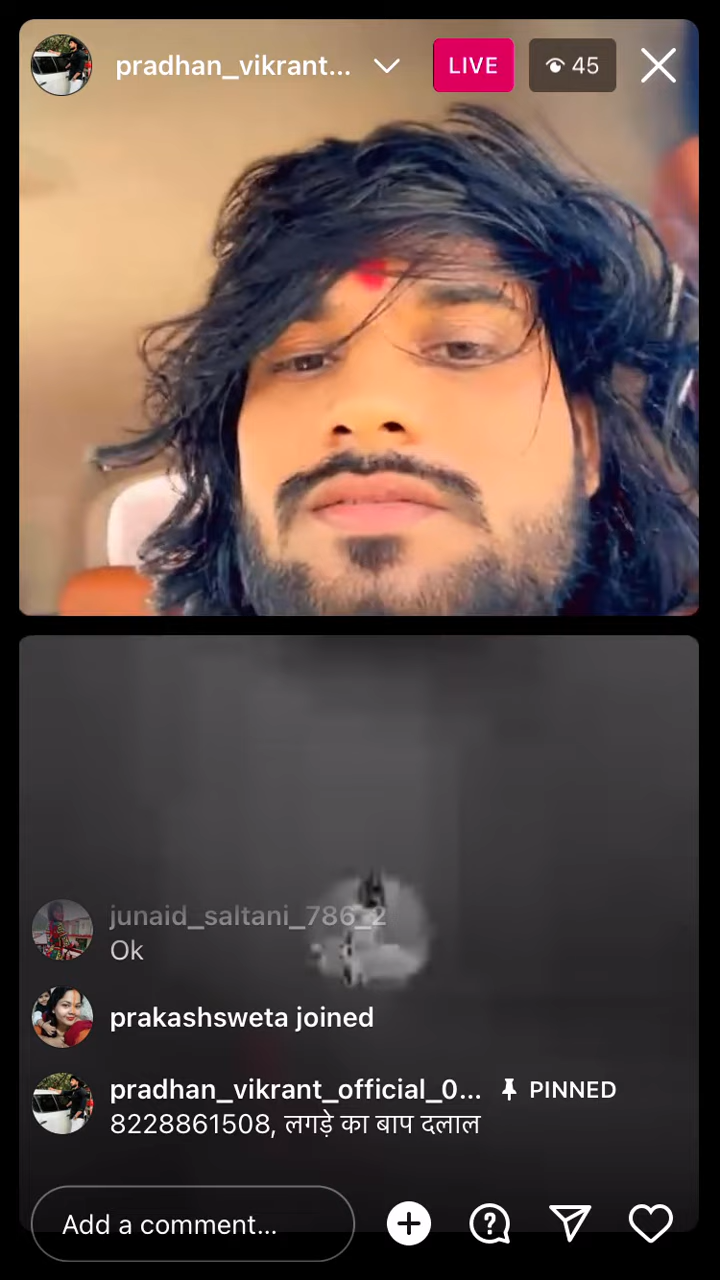 pradhan_vikrant...
LIVE
45
junaid_saltani_786_2
Ok
prakashsweta joined
pradhan_vikrant_official_0... PINNED
8228861508, लगड़े का बाप दलाल
Add a comment...